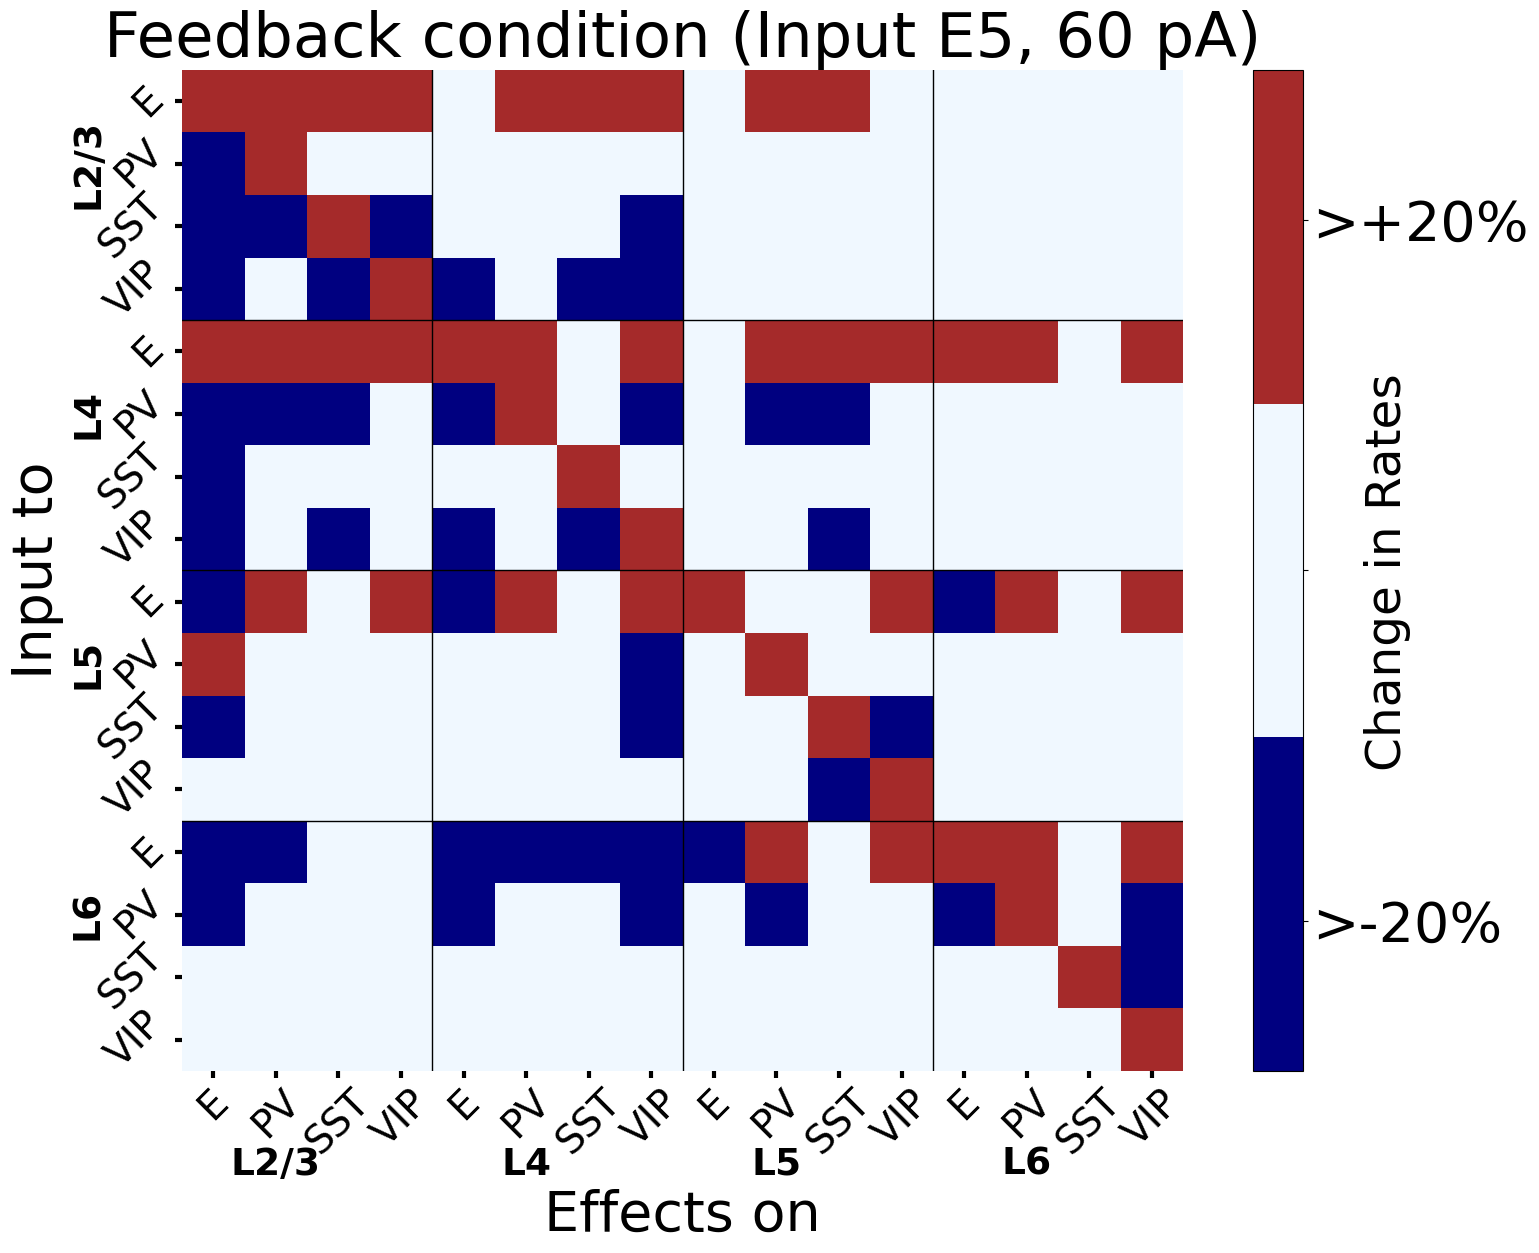 Feedback condition (Input E5, 60 pA)
Input to
L2/3
E
PV
SST
VIP
L4
E
PV
SST
VIP
L5
E
PV
SST
VIP
L6
E
PV
SST
VIP
E PV SST VIP E PV SST VIP E PV SST VIP E PV SST VIP
L2/3 L4 L5 L6
Effects on
>+20%
>-20%
Change in Rates